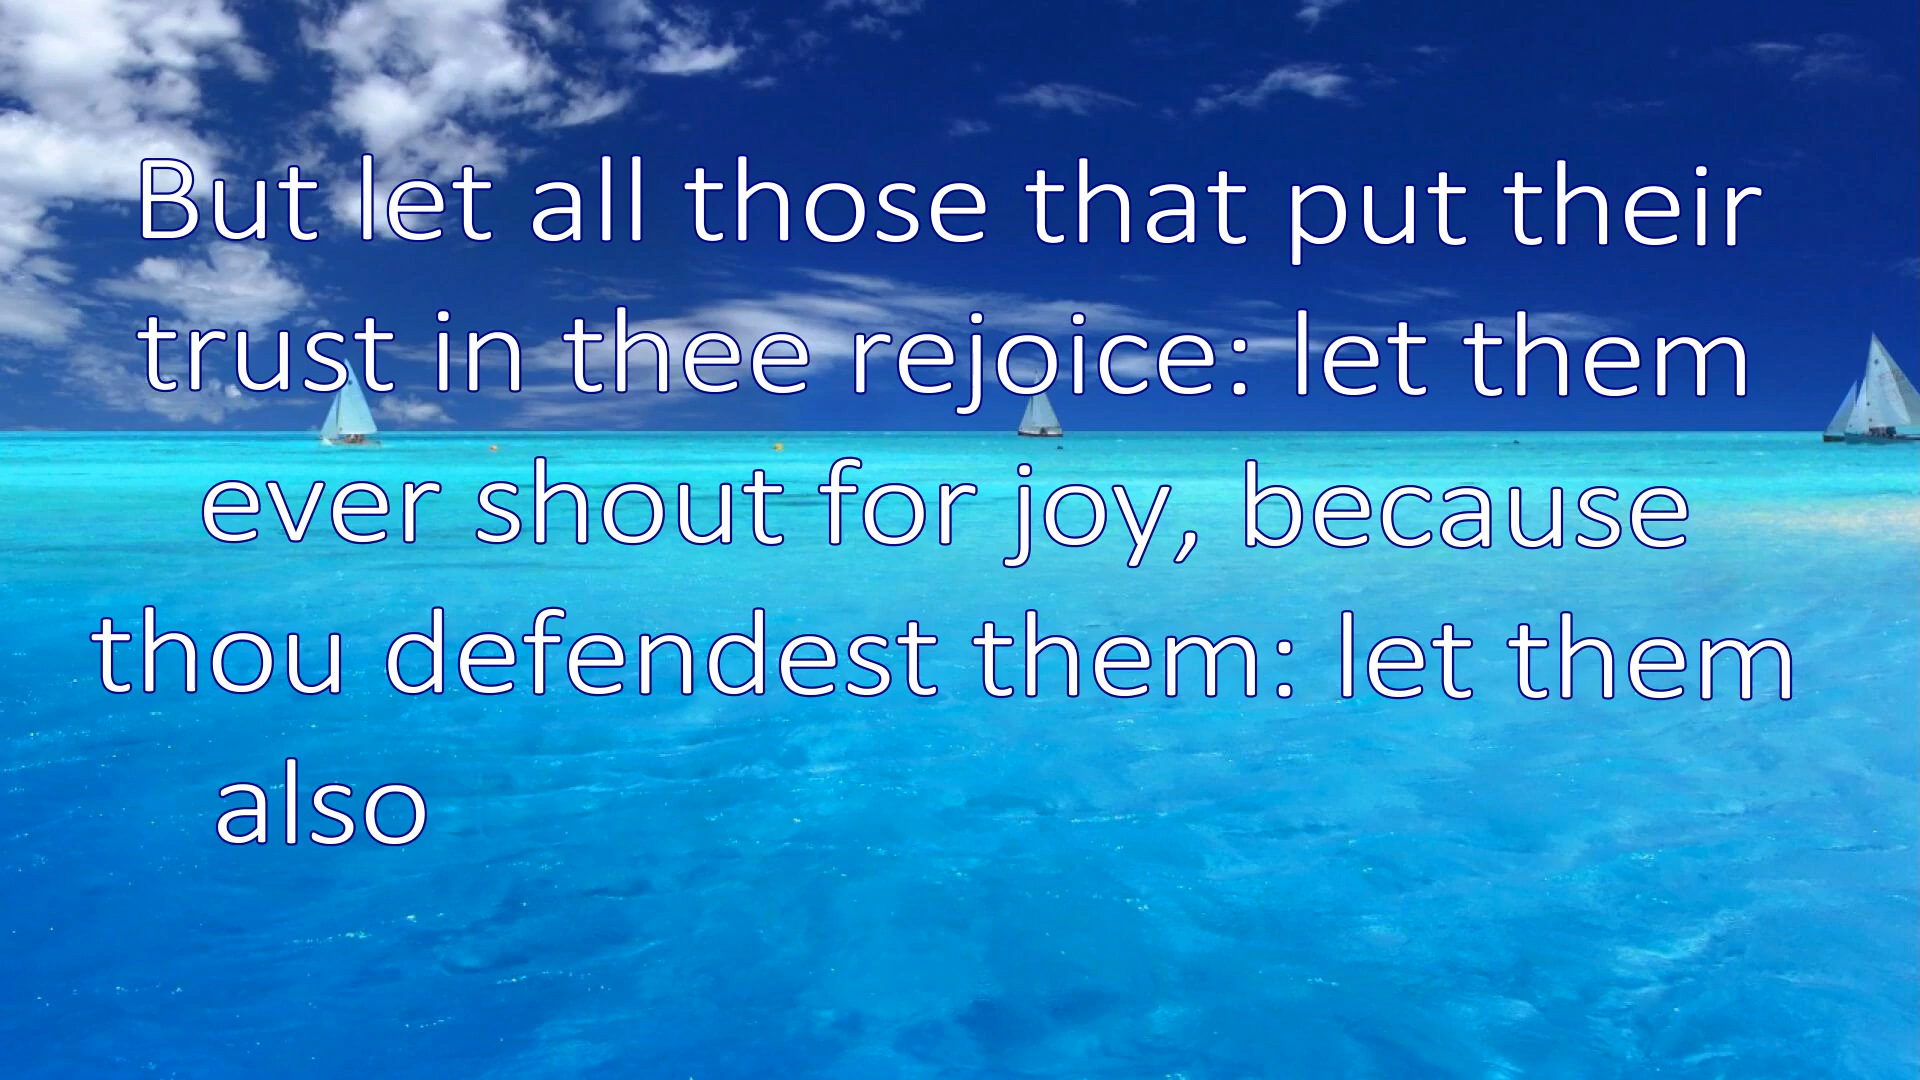 But let all those that put their
trust in thee rejoice: let them
ever shout for joy, because
thou defendest them: let them
also